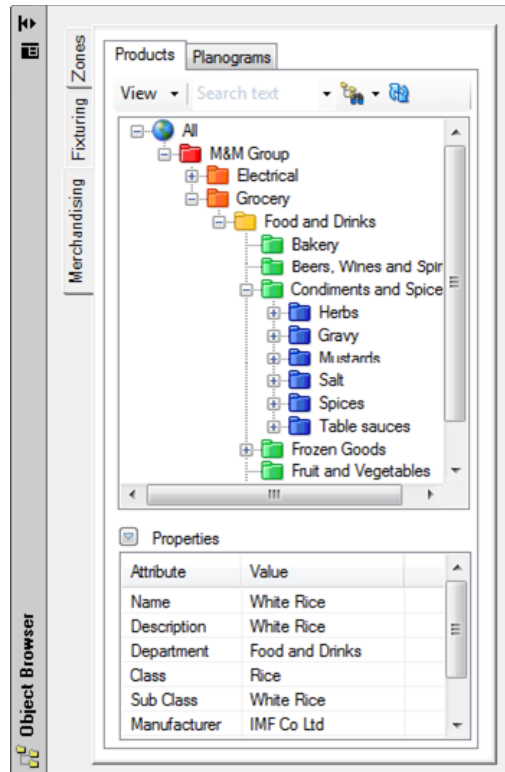 Zones
Fixturing
Merchandising
Object Browser
Products
Planograms
View
Search text
All
M&M Group
Electrical
Grocery
Food and Drinks
Bakery
Beers, Wines and Spir
Condiments and Spice
Herbs
Gravy
Mustards
Salt
Spices
Table sauces
Frozen Goods
Fruit and Vegetables
Properties
Attribute Value
Name White Rice
Description White Rice
Department Food and Drinks
Class Rice
Sub Class White Rice
Manufacturer IMF Co Ltd